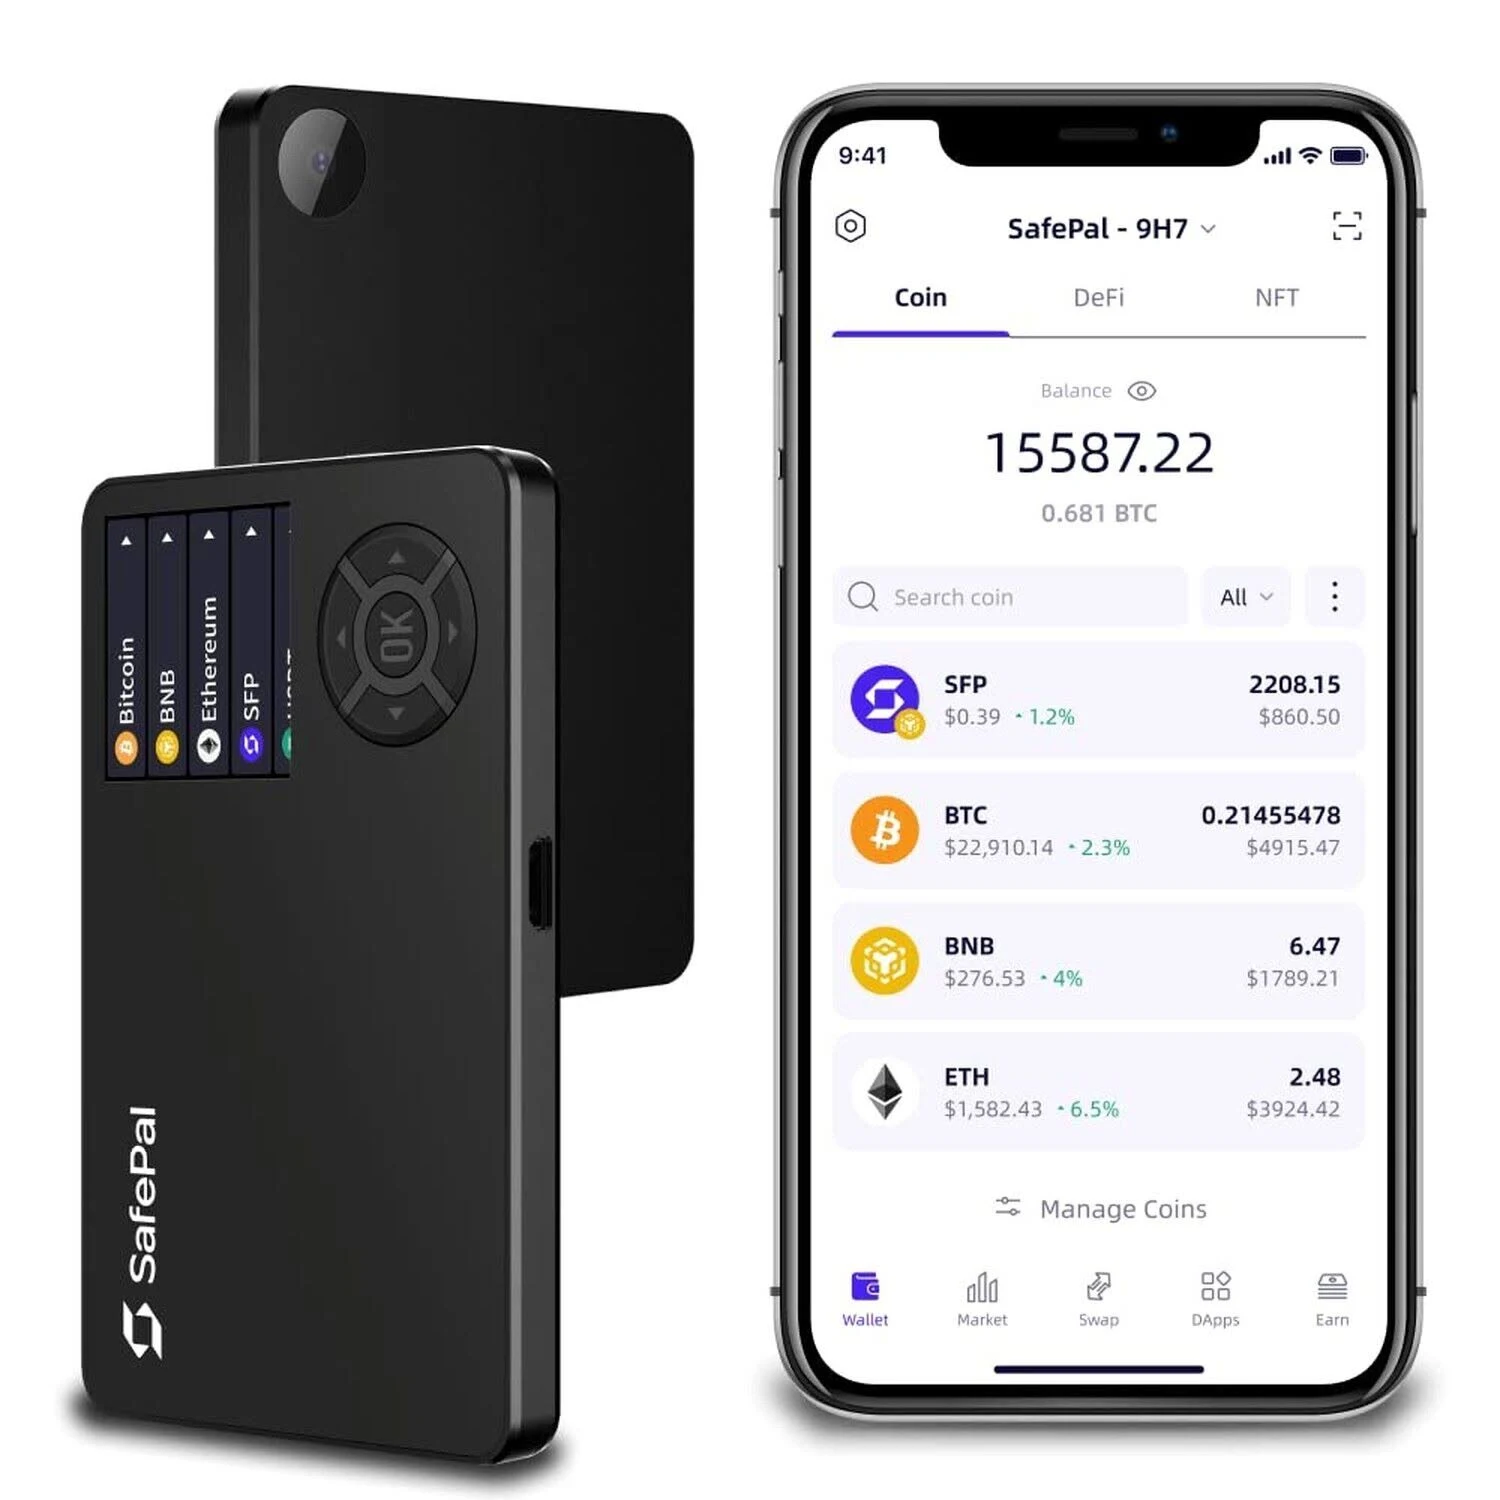 Bitcoin
BNB
Ethereum
SFP
OK
SafePal
9:41
SafePal - 9H7
Coin DeFi NFT
Balance
15587.22
0.681 BTC
Search coin All
SFP 2208.15
$0.39 1.2% $860.50
BTC 0.21455478
$22,910.14 2.3% $4915.47
BNB 6.47
$276.53 4% $1789.21
ETH 2.48
$1,582.43 6.5% $3924.42
Manage Coins
Wallet Market Swap DApps Earn